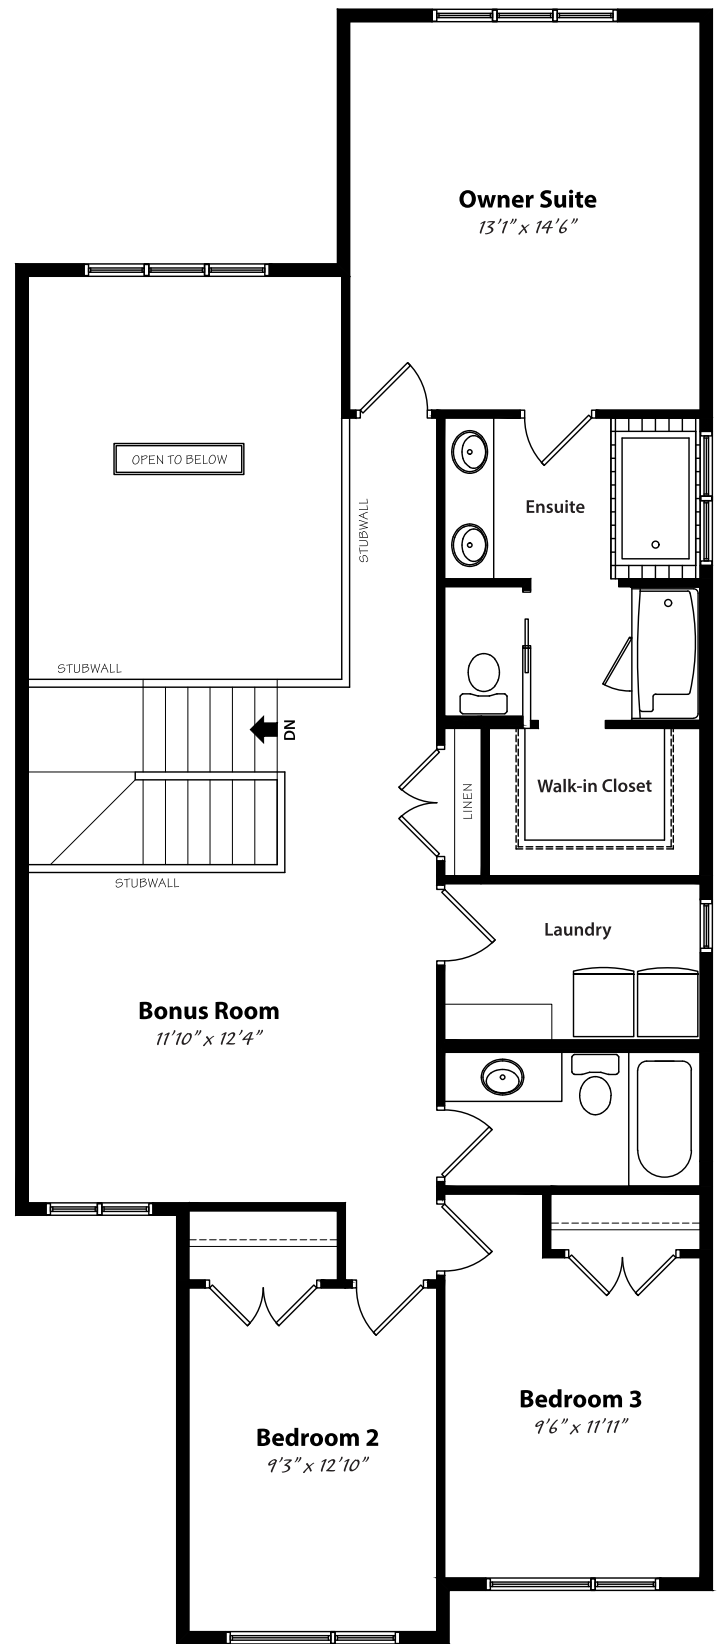 Owner Suite
13'1" x 14'6"
OPEN TO BELOW
Ensuite
STUBWALL
STUBWALL
DN
Walk-in Closet
LINEN
STUBWALL
Laundry
Bonus Room
11'10" x 12'4"
Bedroom 3
9'6" x 11'11"
Bedroom 2
9'3" x 12'10"